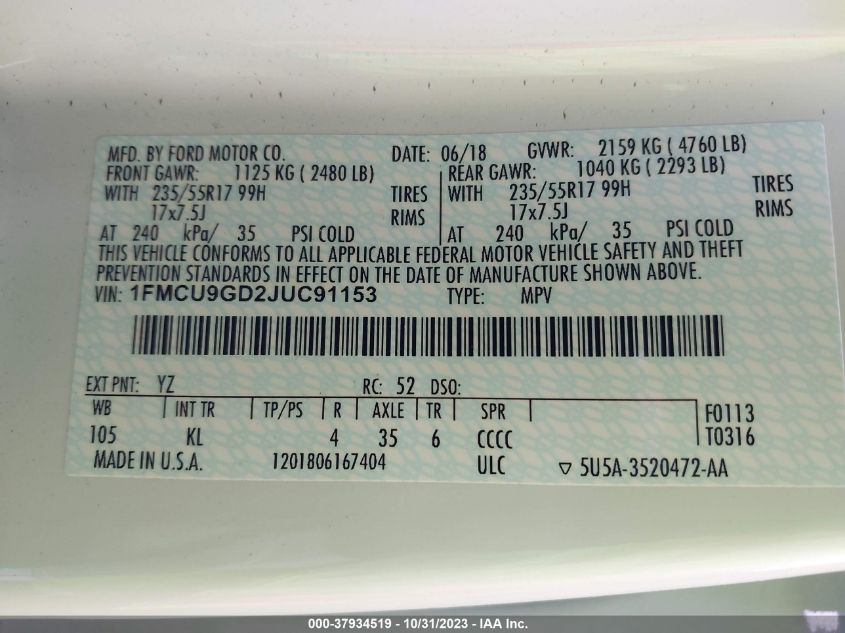 MFD. BY FORD MOTOR CO. DATE: 06/18 GVWR: 2159 KG ( 4760 LB)
FRONT GAWR: 1125 KG ( 2480 LB) REAR GAWR: 1040 KG ( 2293 LB)
WITH 235/55R17 99H TIRES WITH 235/55R17 99H TIRES
17x7.5J RIMS 17x7.5J RIMS
AT 240 kPa/ 35 PSI COLD AT 240 kPa/ 35 PSI COLD
THIS VEHICLE CONFORMS TO ALL APPLICABLE FEDERAL MOTOR VEHICLE SAFETY AND THEFT
PREVENTION STANDARDS IN EFFECT ON THE DATE OF MANUFACTURE SHOWN ABOVE.
VIN: 1FMCU9GD2JUC91153 TYPE: MPV
EXT PNT: YZ RC: 52 DSO:
WB INT TR TP/PS R AXLE TR SPR F0113
105 KL 4 35 6 CCCC T0316
MADE IN U.S.A. 1201806167404 ULC ▽ 5U5A-3520472-AA
000-37934519 - 10/31/2023 - IAA Inc.